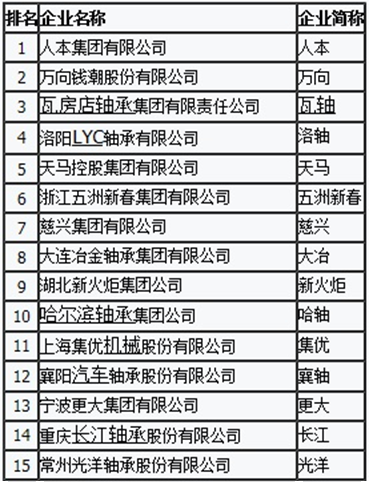 排名 企业名称 企业简称
1 人本集团有限公司 人本
2 万向钱潮股份有限公司 万向
3 瓦房店轴承集团有限责任公司 瓦轴
4 洛阳LYC轴承有限公司 洛轴
5 天马控股集团有限公司 天马
6 浙江五洲新春集团有限公司 五洲新春
7 慈兴集团有限公司 慈兴
8 大连冶金轴承集团有限公司 大冶
9 湖北新火炬集团公司 新火炬
10 哈尔滨轴承集团公司 哈轴
11 上海集优机械股份有限公司 集优
12 襄阳汽车轴承股份有限公司 襄轴
13 宁波更大集团有限公司 更大
14 重庆长江轴承股份有限公司 长江
15 常州光洋轴承股份有限公司 光洋